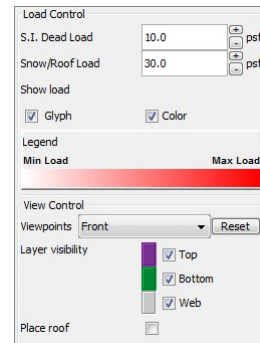 Load Control
S.I. Dead Load 10.0 + - psf
Snow/Roof Load 30.0 + - psf
Show load
Glyph Color
Legend
Min Load Max Load
View Control
Viewpoints Front Reset
Layer visibility Top
Bottom
Web
Place roof